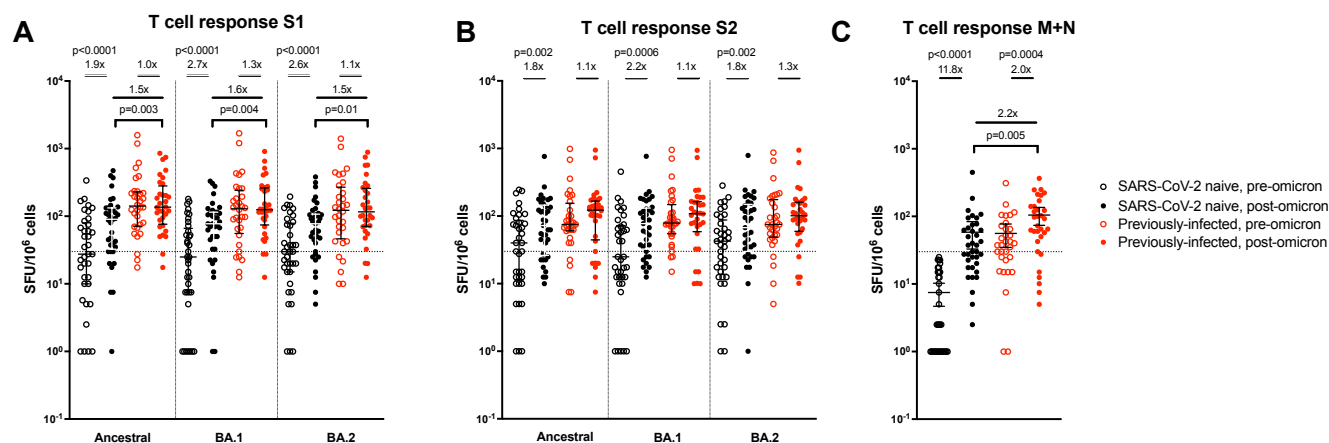 A
T cell response S1
p<0.0001
p<0.0001
p<0.0001
1.9x
1.0x
2.7x
1.3x
2.6x
1.1x
1.5x
1.6x
1.5x
p=0.003
p=0.004
p=0.01
SFU/10⁶ cells
10⁴
10³
10²
10¹
10⁰
10⁻¹
Ancestral
BA.1
BA.2
B
T cell response S2
p=0.002
p=0.0006
p=0.002
1.8x
1.1x
2.2x
1.1x
1.8x
1.3x
SFU/10⁶ cells
10⁴
10³
10²
10¹
10⁰
10⁻¹
Ancestral
BA.1
BA.2
C
T cell response M+N
p<0.0001
p=0.0004
11.8x
2.0x
2.2x
p=0.005
SFU/10⁶ cells
10⁴
10³
10²
10¹
10⁰
10⁻¹
SARS-CoV-2 naive, pre-omicron
SARS-CoV-2 naive, post-omicron
Previously-infected, pre-omicron
Previously-infected, post-omicron